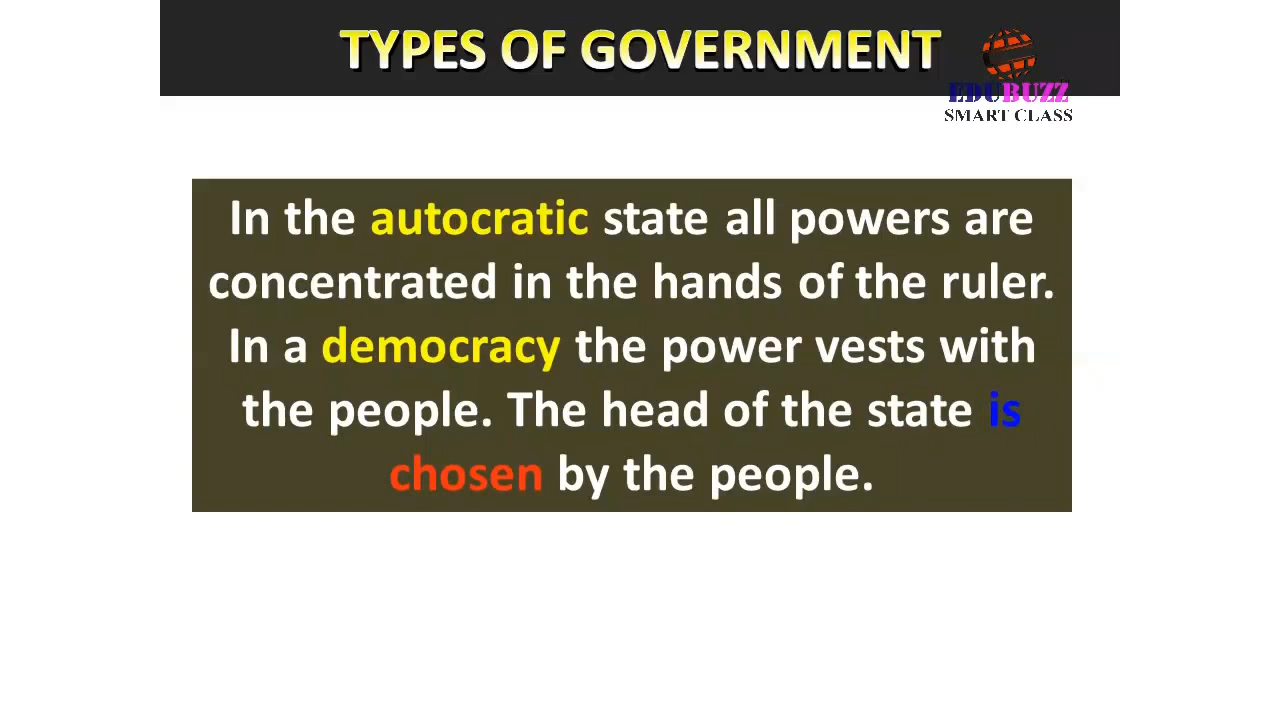 TYPES OF GOVERNMENT
EDUBUZZ
SMART CLASS
In the autocratic state all powers are
concentrated in the hands of the ruler.
In a democracy the power vests with
the people. The head of the state is
chosen by the people.